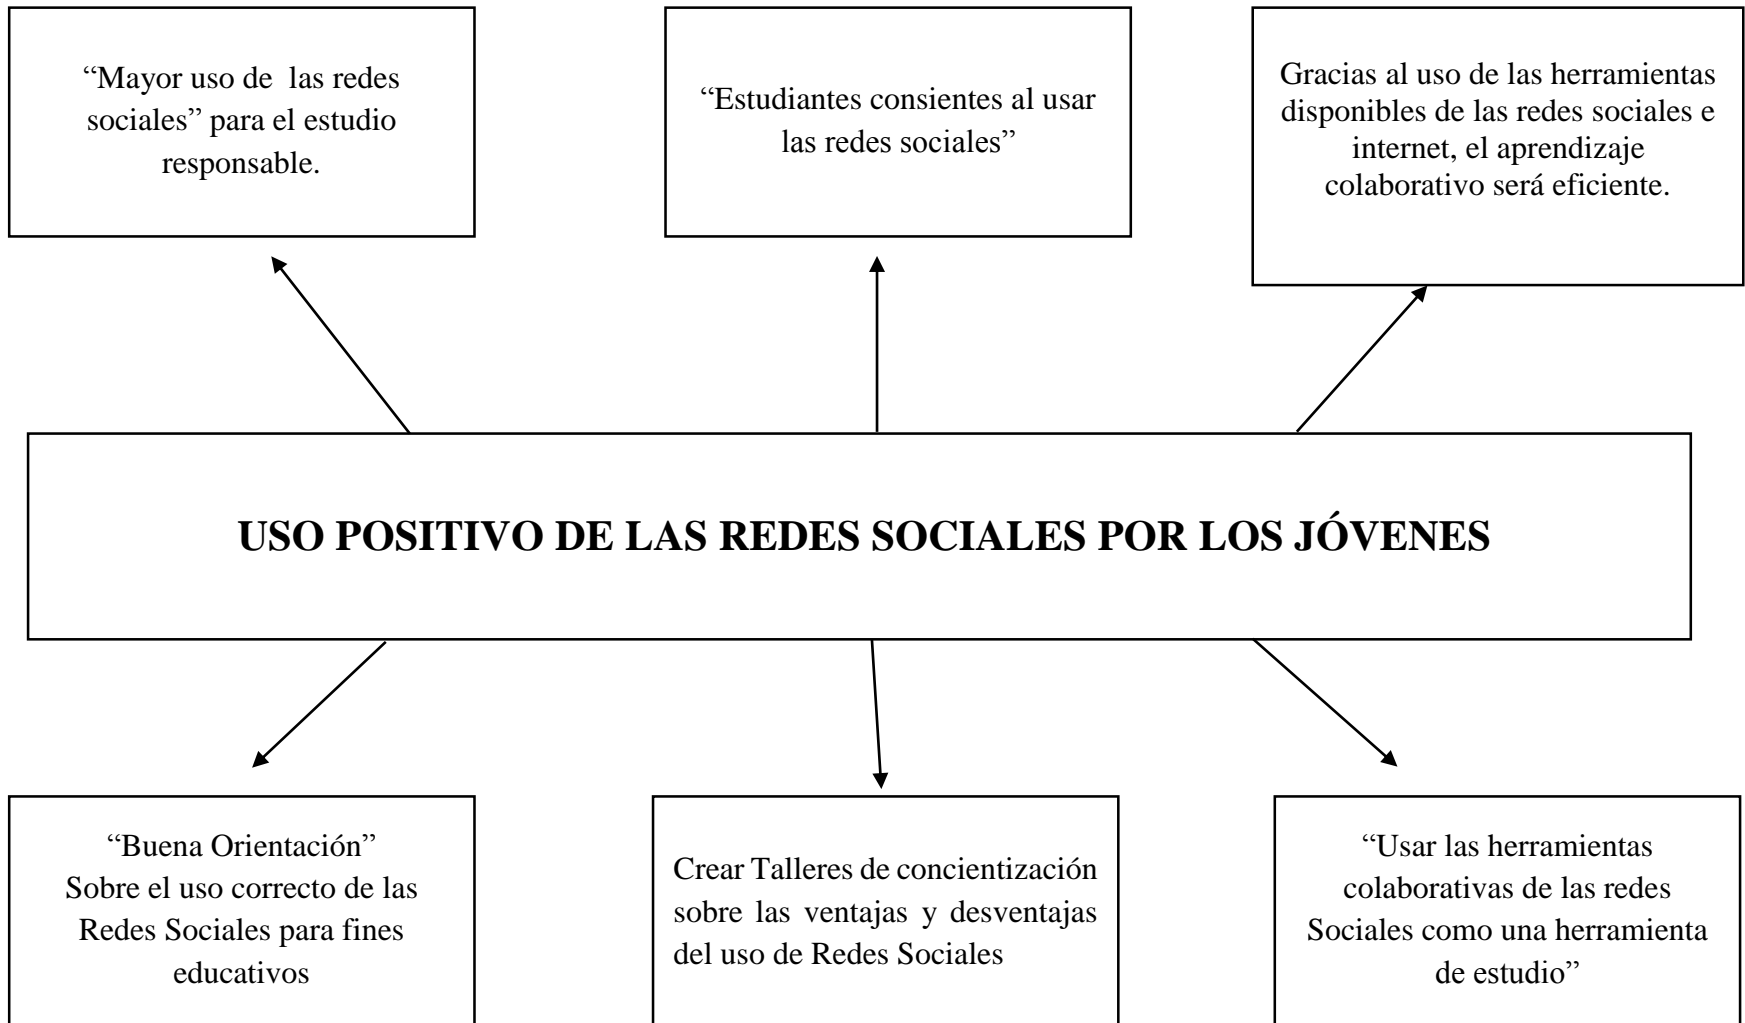 “Mayor uso de  las redes
sociales” para el estudio
responsable.
“Estudiantes consientes al usar
las redes sociales”
Gracias al uso de las herramientas
disponibles de las redes sociales e
internet, el aprendizaje
colaborativo será eficiente.
USO POSITIVO DE LAS REDES SOCIALES POR LOS JÓVENES
“Buena Orientación”
Sobre el uso correcto de las
Redes Sociales para fines
educativos
Crear Talleres de concientización
sobre las ventajas y desventajas
del uso de Redes Sociales
“Usar las herramientas
colaborativas de las redes
Sociales como una herramienta
de estudio”